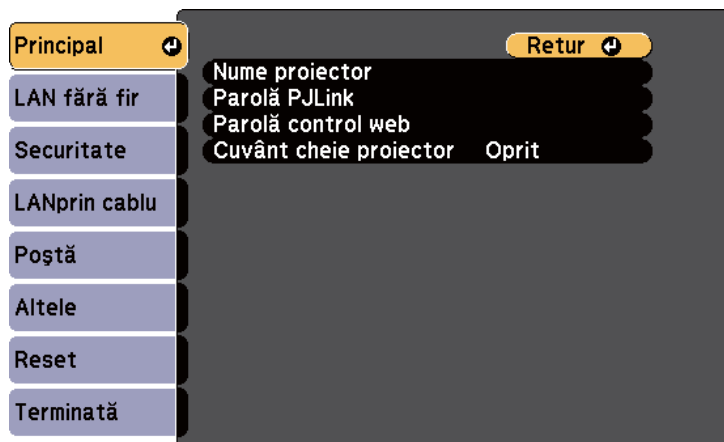 Principal
LAN fără fir
Securitate
LANprin cablu
Poştă
Altele
Reset
Terminată
Retur
Nume proiector
Parolă PJLink
Parolă control web
Cuvânt cheie proiector Oprit